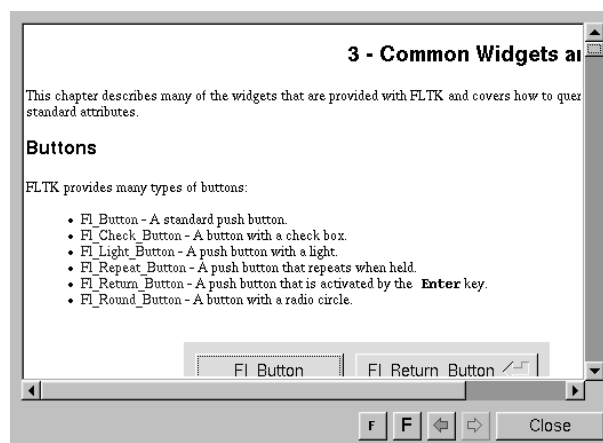 3 - Common Widgets a
This chapter describes many of the widgets that are provided with FLTK and covers how to quer
standard attributes.
Buttons
FLTK provides many types of buttons:
• Fl_Button - A standard push button.
• Fl_Check_Button - A button with a check box.
• Fl_Light_Button - A push button with a light.
• Fl_Repeat_Button - A push button that repeats when held.
• Fl_Return_Button - A push button that is activated by the Enter key.
• Fl_Round_Button - A button with a radio circle.
Fl_Button Fl_Return_Button
F F Close